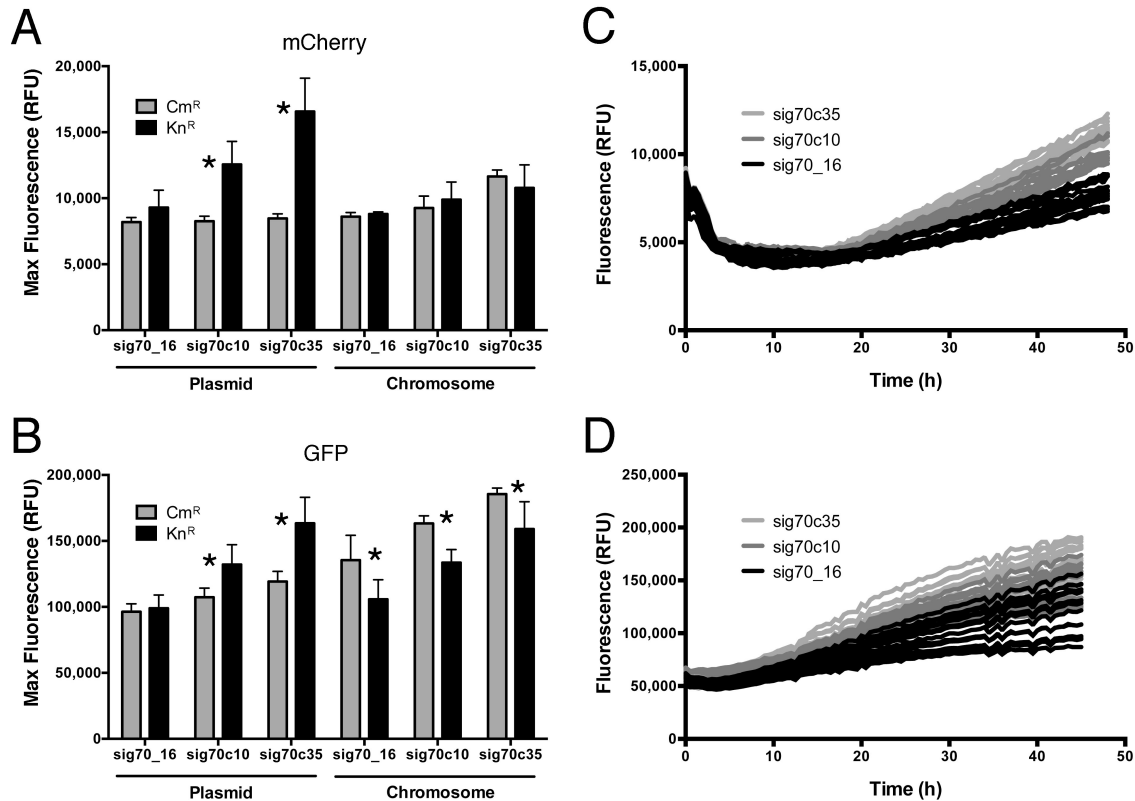 A
mCherry
Max Fluorescence (RFU)
20,000
15,000
10,000
5,000
0
Cmᴿ
Knᴿ
*
*
sig70_16 sig70c10 sig70c35 sig70_16 sig70c10 sig70c35
Plasmid Chromosome
C
Fluorescence (RFU)
15,000
10,000
5,000
0
sig70c35
sig70c10
sig70_16
0 10 20 30 40 50
Time (h)
B
GFP
Max Fluorescence (RFU)
200,000
150,000
100,000
50,000
0
Cmᴿ
Knᴿ
*
*
*
*
*
sig70_16 sig70c10 sig70c35 sig70_16 sig70c10 sig70c35
Plasmid Chromosome
D
Fluorescence (RFU)
250,000
200,000
150,000
100,000
50,000
0
sig70c35
sig70c10
sig70_16
0 10 20 30 40 50
Time (h)